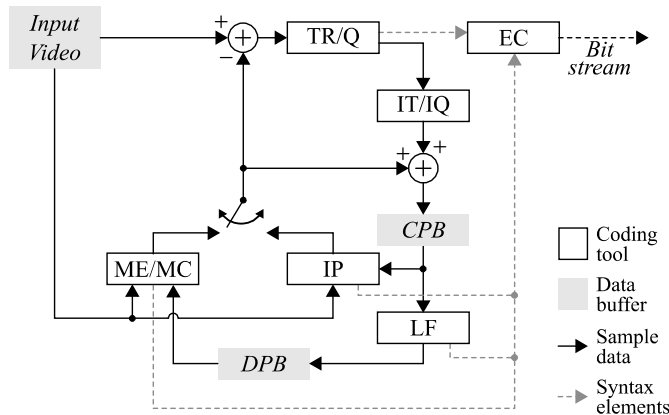 Input
Video
+
−
TR/Q
EC
Bit
stream
IT/IQ
+
+
CPB
ME/MC
IP
LF
DPB
Coding
tool
Data
buffer
Sample
data
Syntax
elements